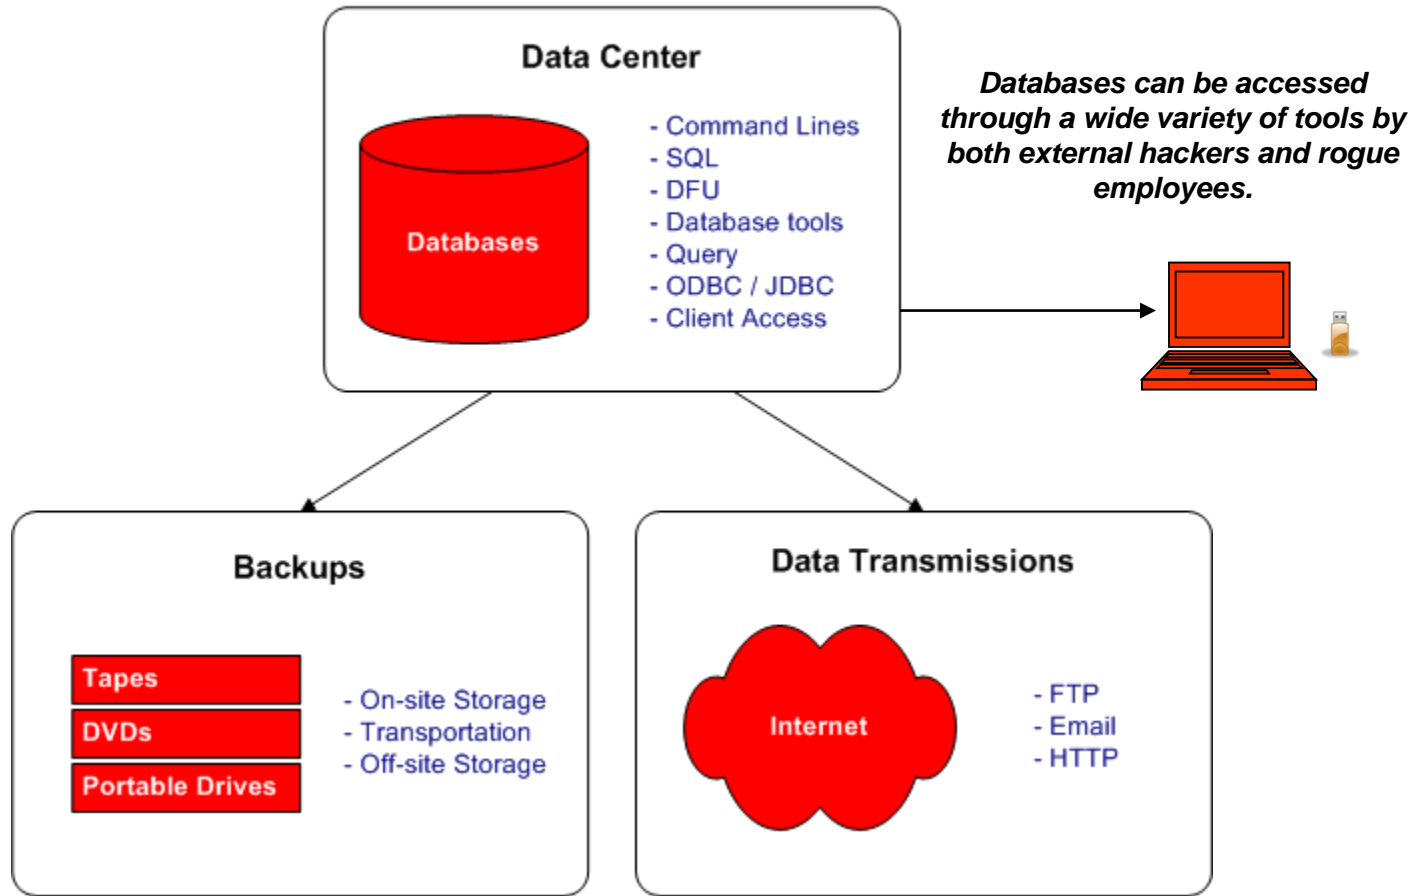 Data Center
Databases
- Command Lines
- SQL
- DFU
- Database tools
- Query
- ODBC / JDBC
- Client Access
Databases can be accessed
through a wide variety of tools by
both external hackers and rogue
employees.
Backups
Tapes
DVDs
Portable Drives
- On-site Storage
- Transportation
- Off-site Storage
Data Transmissions
Internet
- FTP
- Email
- HTTP